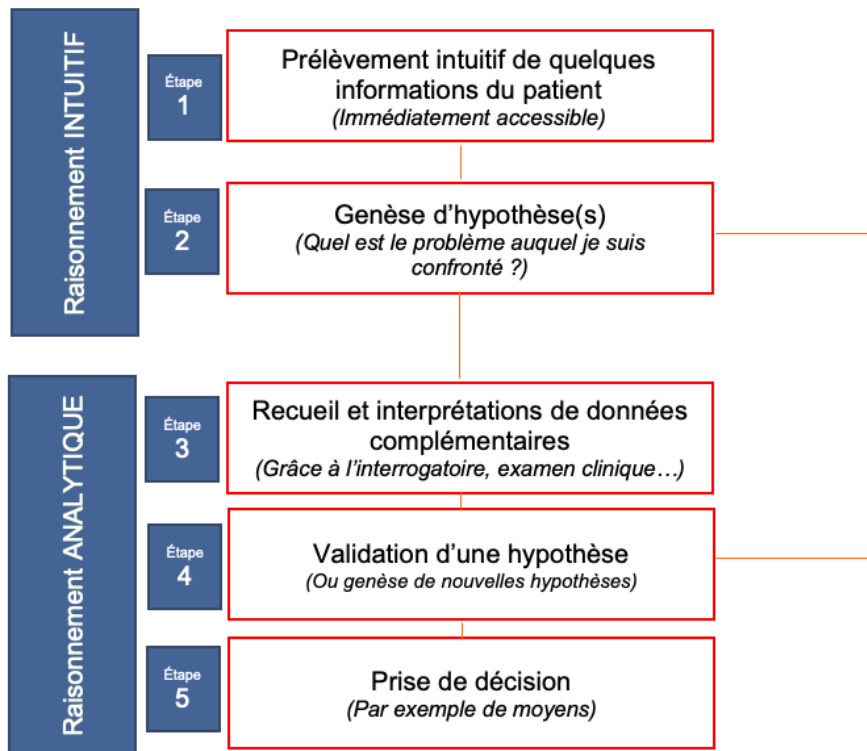 Raisonnement INTUITIF
Étape
1
Prélèvement intuitif de quelques
informations du patient
(Immédiatement accessible)
Étape
2
Genèse d’hypothèse(s)
(Quel est le problème auquel je suis
confronté ?)
Raisonnement ANALYTIQUE
Étape
3
Recueil et interprétations de données
complémentaires
(Grâce à l’interrogatoire, examen clinique…)
Étape
4
Validation d’une hypothèse
(Ou genèse de nouvelles hypothèses)
Étape
5
Prise de décision
(Par exemple de moyens)